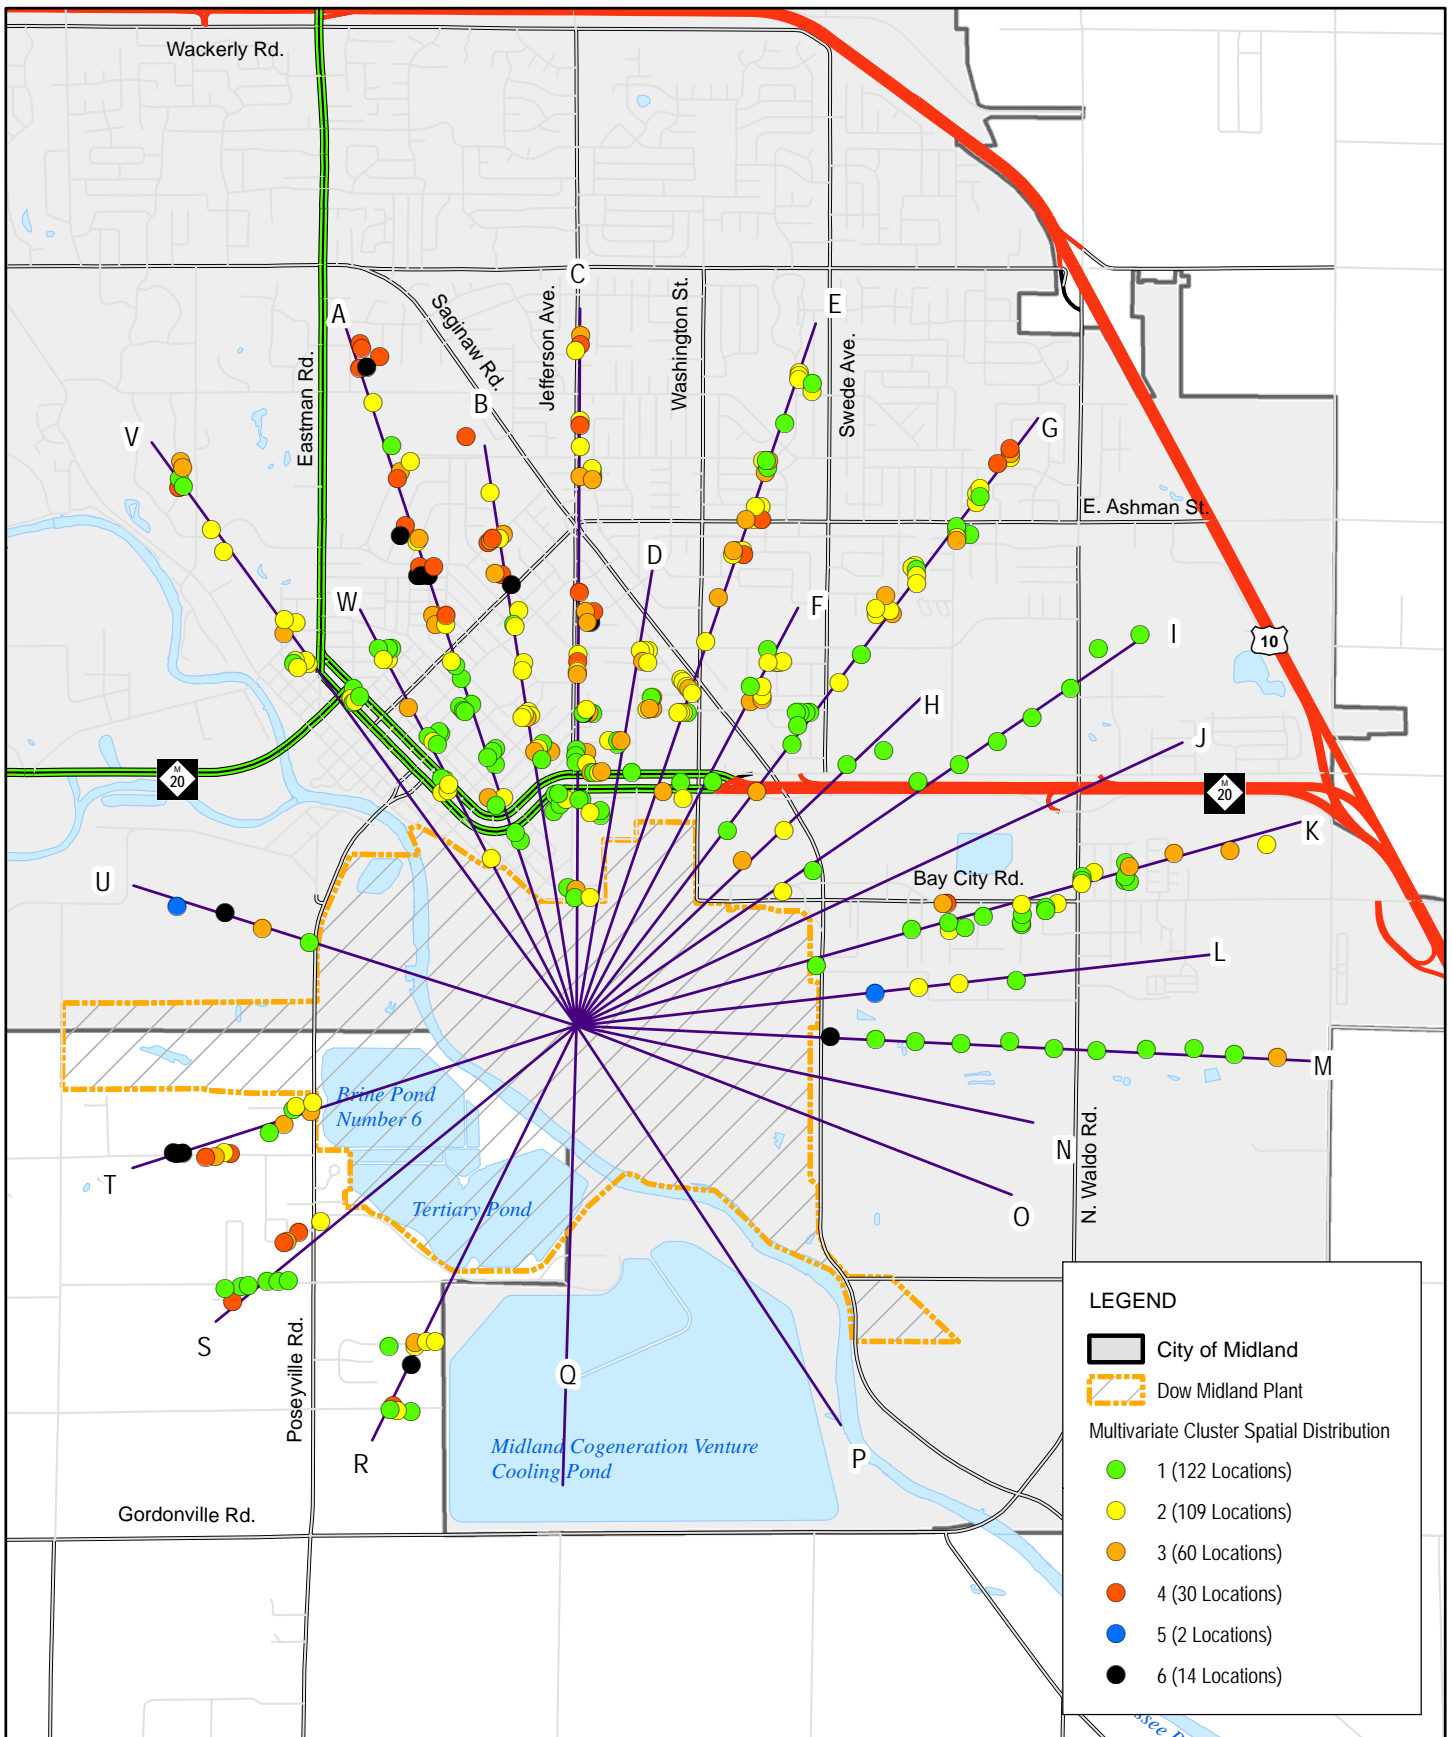 Wackerly Rd.
C
A
E
Saginaw Rd.
Jefferson Ave.
Washington St.
Eastman Rd.
Swede Ave.
B
V
G
E. Ashman St.
D
W
F
10
I
H
J
M
20
M
20
K
U
Bay City Rd.
L
M
Brine Pond
Number 6
N
N. Waldo Rd.
T
O
Tertiary Pond
S
Poseyville Rd.
Q
R
P
Midland Cogeneration Venture
Cooling Pond
Gordonville Rd.
LEGEND
City of Midland
Dow Midland Plant
Multivariate Cluster Spatial Distribution
1 (122 Locations)
2 (109 Locations)
3 (60 Locations)
4 (30 Locations)
5 (2 Locations)
6 (14 Locations)